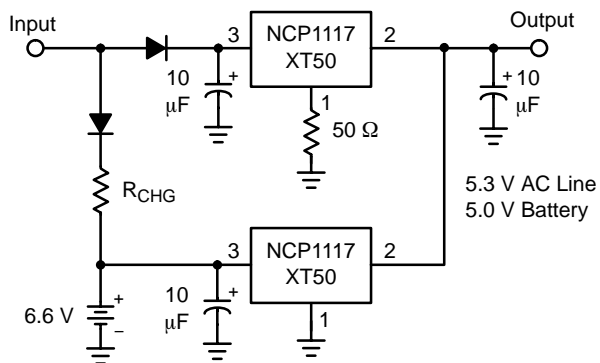 Input
Output
3
NCP1117
XT50
2
10
μF
+
1
50 Ω
+
10
μF
5.3 V AC Line
5.0 V Battery
RCHG
3
NCP1117
XT50
2
10
μF
+
1
6.6 V
+
−